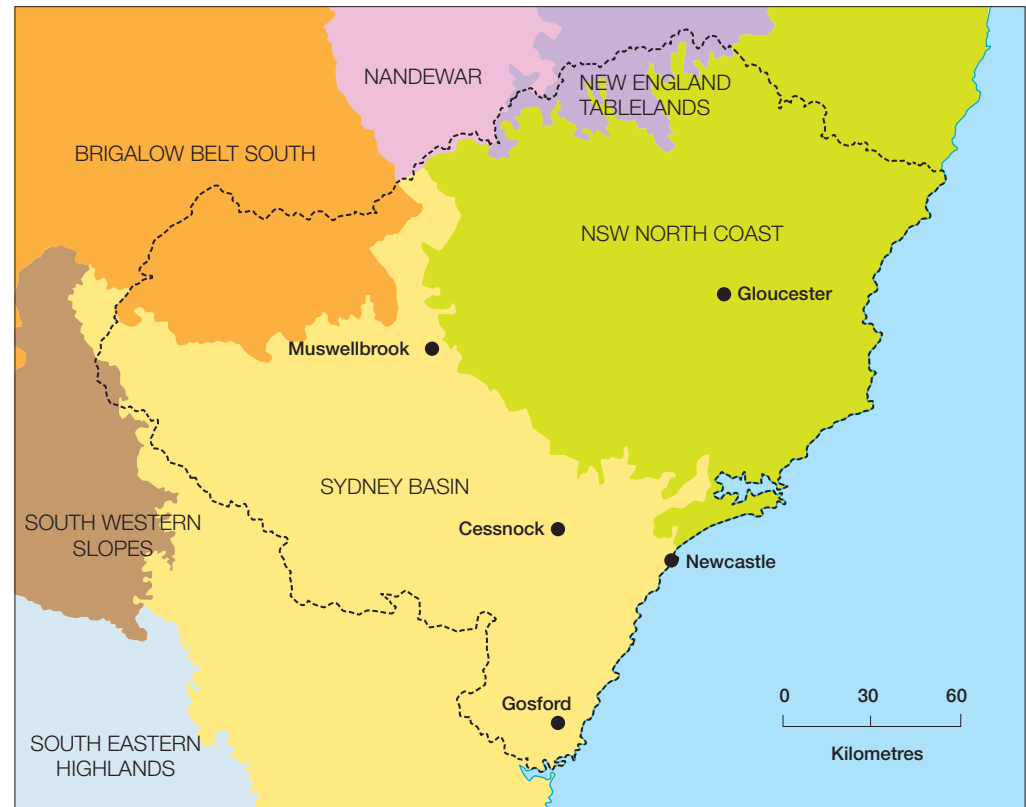 NANDEWAR
NEW ENGLAND
TABLELANDS
BRIGALOW BELT SOUTH
NSW NORTH COAST
Gloucester
Muswellbrook
SYDNEY BASIN
SOUTH WESTERN
SLOPES
Cessnock
Newcastle
Gosford
0 30 60
Kilometres
SOUTH EASTERN
HIGHLANDS